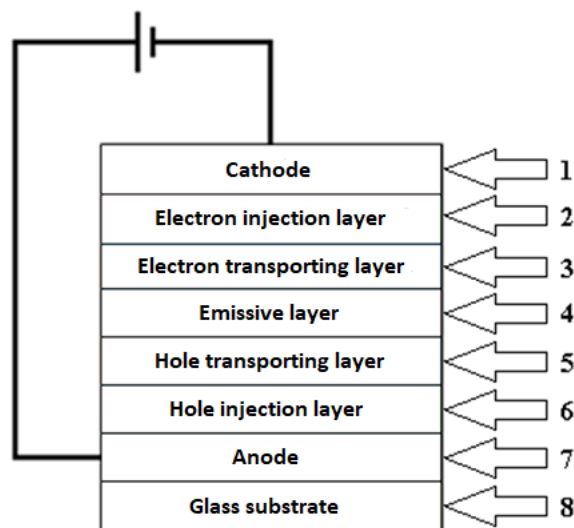 Cathode 1
Electron injection layer 2
Electron transporting layer 3
Emissive layer 4
Hole transporting layer 5
Hole injection layer 6
Anode 7
Glass substrate 8